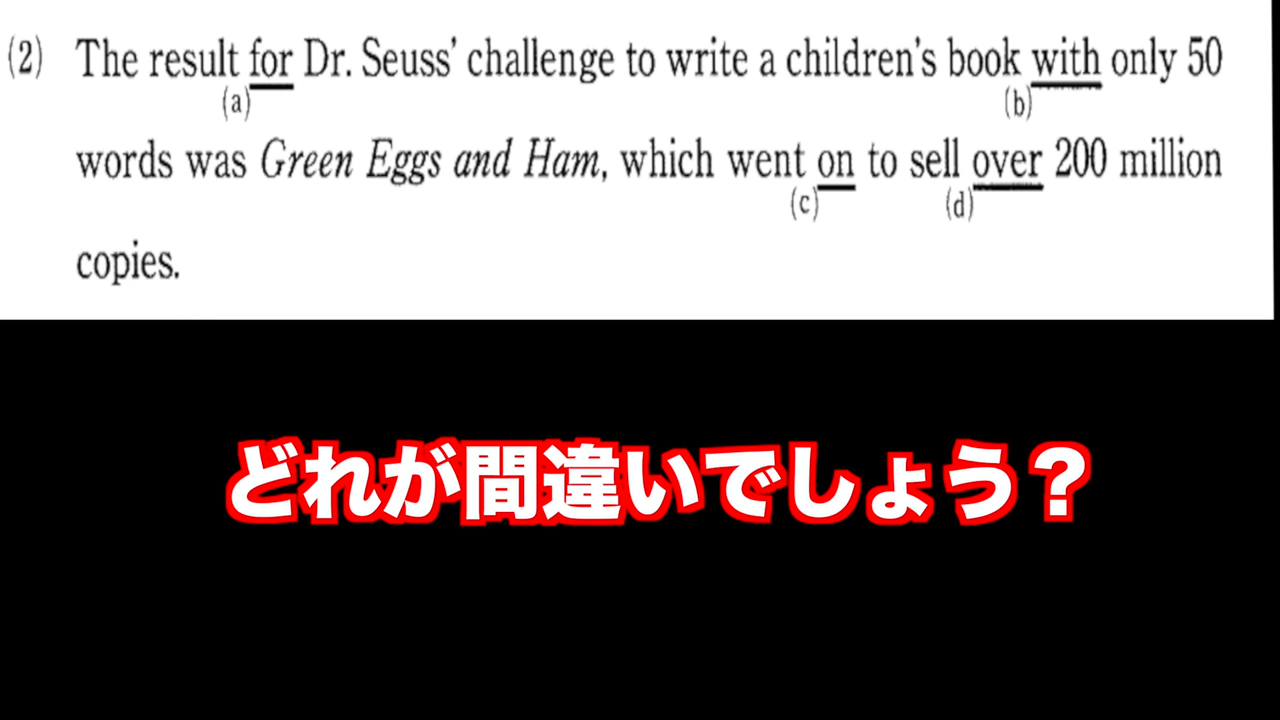 (2) The result for Dr. Seuss' challenge to write a children's book with only 50
(a) (b)
words was Green Eggs and Ham, which went on to sell over 200 million
(c) (d)
copies.
どれが間違いでしょう？